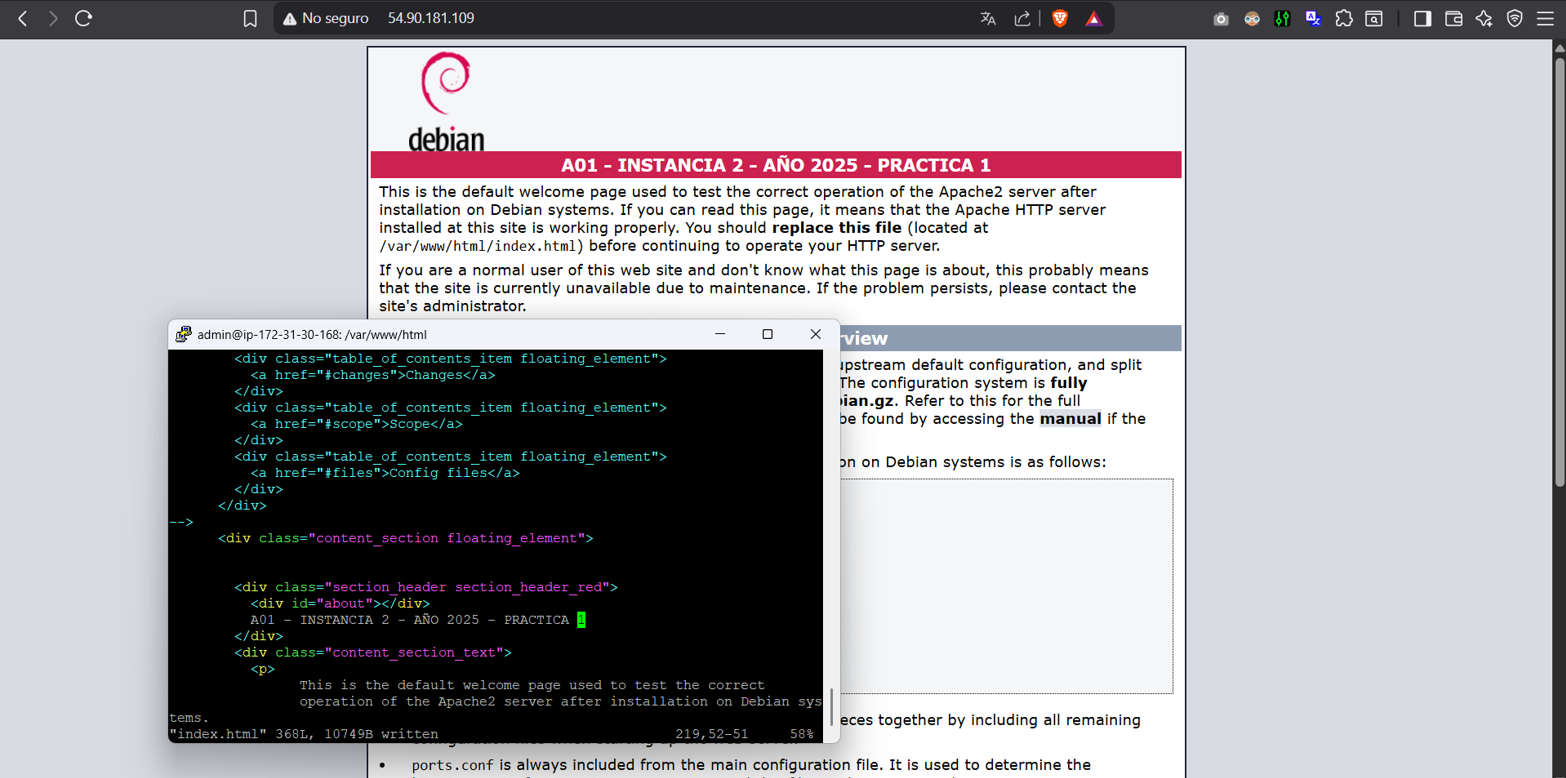 No seguro 54.90.181.109
debian
A01 - INSTANCIA 2 - AÑO 2025 - PRACTICA 1
This is the default welcome page used to test the correct operation of the Apache2 server after
installation on Debian systems. If you can read this page, it means that the Apache HTTP server
installed at this site is working properly. You should replace this file (located at
/var/www/html/index.html) before continuing to operate your HTTP server.
If you are a normal user of this web site and don't know what this page is about, this probably means
that the site is currently unavailable due to maintenance. If the problem persists, please contact the
site's administrator.
rview
upstream default configuration, and split
The configuration system is fully
ian.gz. Refer to this for the full
be found by accessing the manual if the
on on Debian systems is as follows:
eces together by including all remaining
ports.conf is always included from the main configuration file. It is used to determine the
admin@ip-172-31-30-168: /var/www/html
<div class="table_of_contents_item floating_element">
<a href="#changes">Changes</a>
</div>
<div class="table_of_contents_item floating_element">
<a href="#scope">Scope</a>
</div>
<div class="table_of_contents_item floating_element">
<a href="#files">Config files</a>
</div>
</div>
-->
<div class="content_section floating_element">
<div class="section_header section_header_red">
<div id="about"></div>
A01 - INSTANCIA 2 - AÑO 2025 - PRACTICA 1
</div>
<div class="content_section_text">
<p>
This is the default welcome page used to test the correct
operation of the Apache2 server after installation on Debian sys
tems.
"index.html" 368L, 10749B written 219,52-51 58%